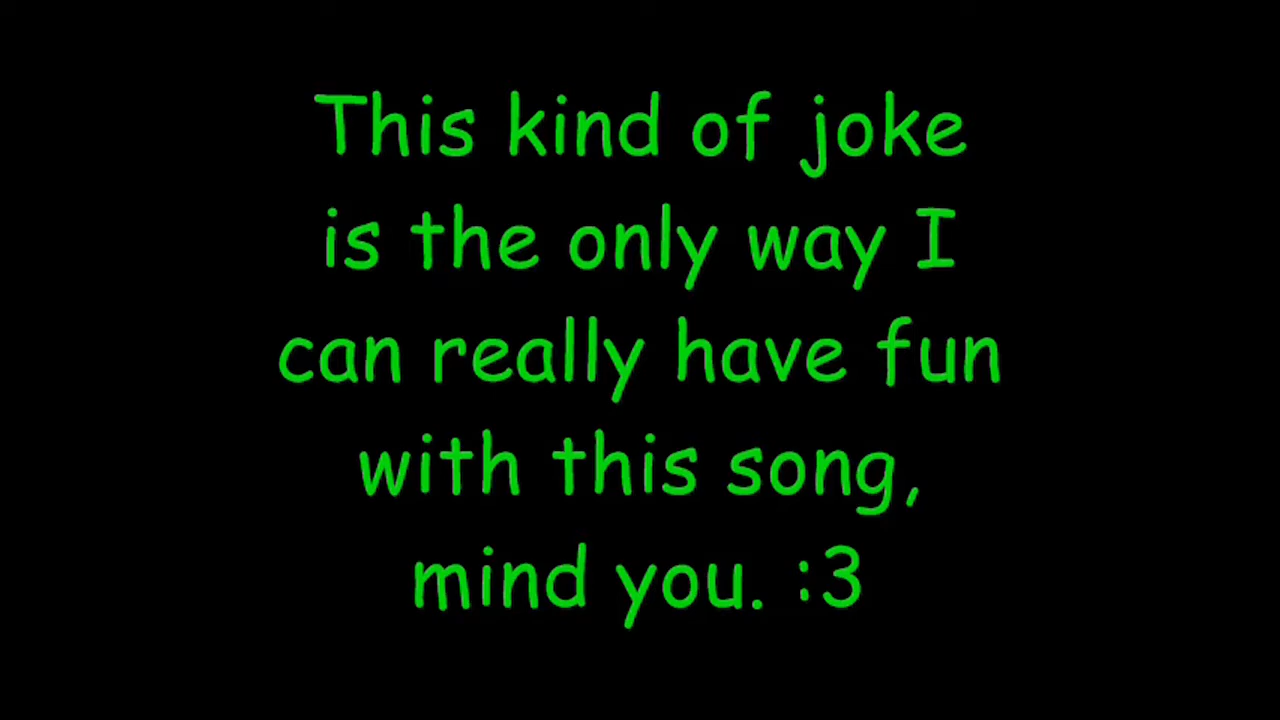 This kind of joke
is the only way I
can really have fun
with this song,
mind you. :3